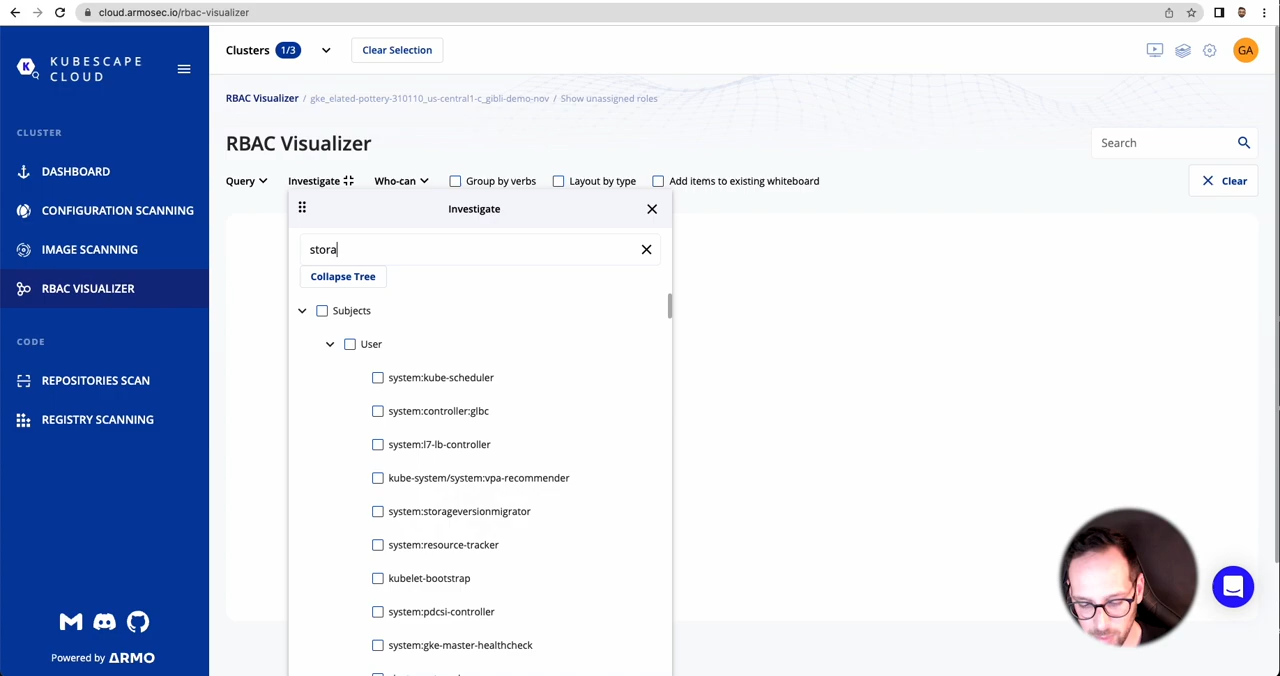 cloud.armosec.io/rbac-visualizer
KUBESCAPE
CLOUD
CLUSTER
DASHBOARD
CONFIGURATION SCANNING
IMAGE SCANNING
RBAC VISUALIZER
CODE
REPOSITORIES SCAN
REGISTRY SCANNING
Powered by ARMO
Clusters 1/3 Clear Selection
GA
RBAC Visualizer / gke_elated-pottery-310110_us-central1-c_gibli-demo-nov / Show unassigned roles
RBAC Visualizer
Search
Query Investigate Who-can Group by verbs Layout by type Add items to existing whiteboard
Clear
Investigate
stora
Collapse Tree
Subjects
User
system:kube-scheduler
system:controller:glbc
system:l7-lb-controller
kube-system/system:vpa-recommender
system:storageversionmigrator
system:resource-tracker
kubelet-bootstrap
system:pdcsi-controller
system:gke-master-healthcheck